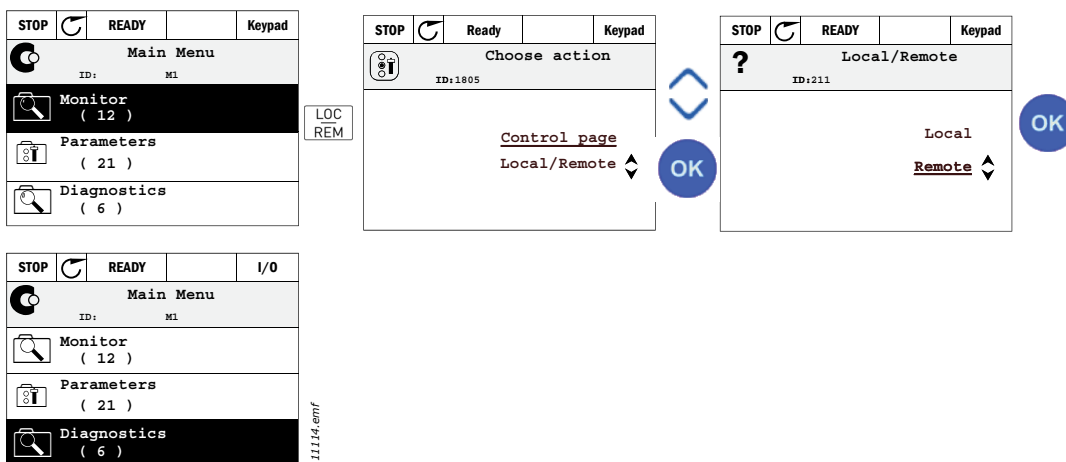 STOP READY Keypad
Main Menu
ID: M1
Monitor
( 12 )
Parameters
( 21 )
Diagnostics
( 6 )
LOC
REM
STOP Ready Keypad
Choose action
ID:1805
Control page
Local/Remote
OK
STOP READY Keypad
?
Local/Remote
ID:211
Local
Remote
OK
STOP READY I/O
Main Menu
ID: M1
Monitor
( 12 )
Parameters
( 21 )
Diagnostics
( 6 )
11114.emf